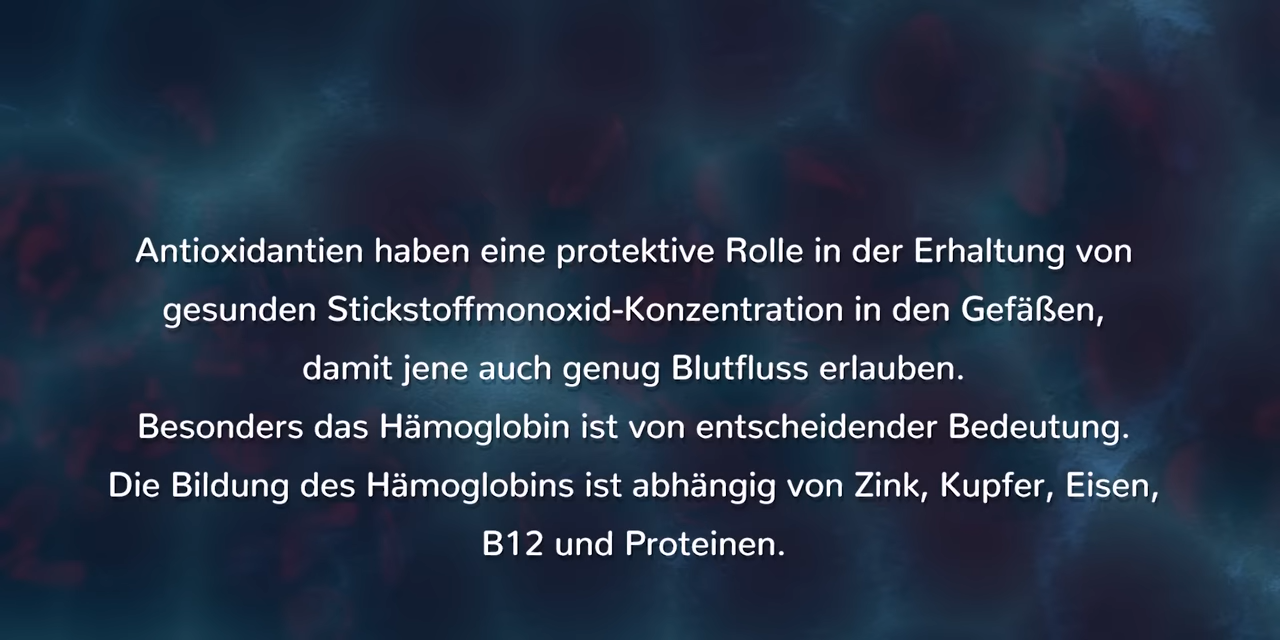 Antioxidantien haben eine protektive Rolle in der Erhaltung von
gesunden Stickstoffmonoxid-Konzentration in den Gefäßen,
damit jene auch genug Blutfluss erlauben.
Besonders das Hämoglobin ist von entscheidender Bedeutung.
Die Bildung des Hämoglobins ist abhängig von Zink, Kupfer, Eisen,
B12 und Proteinen.